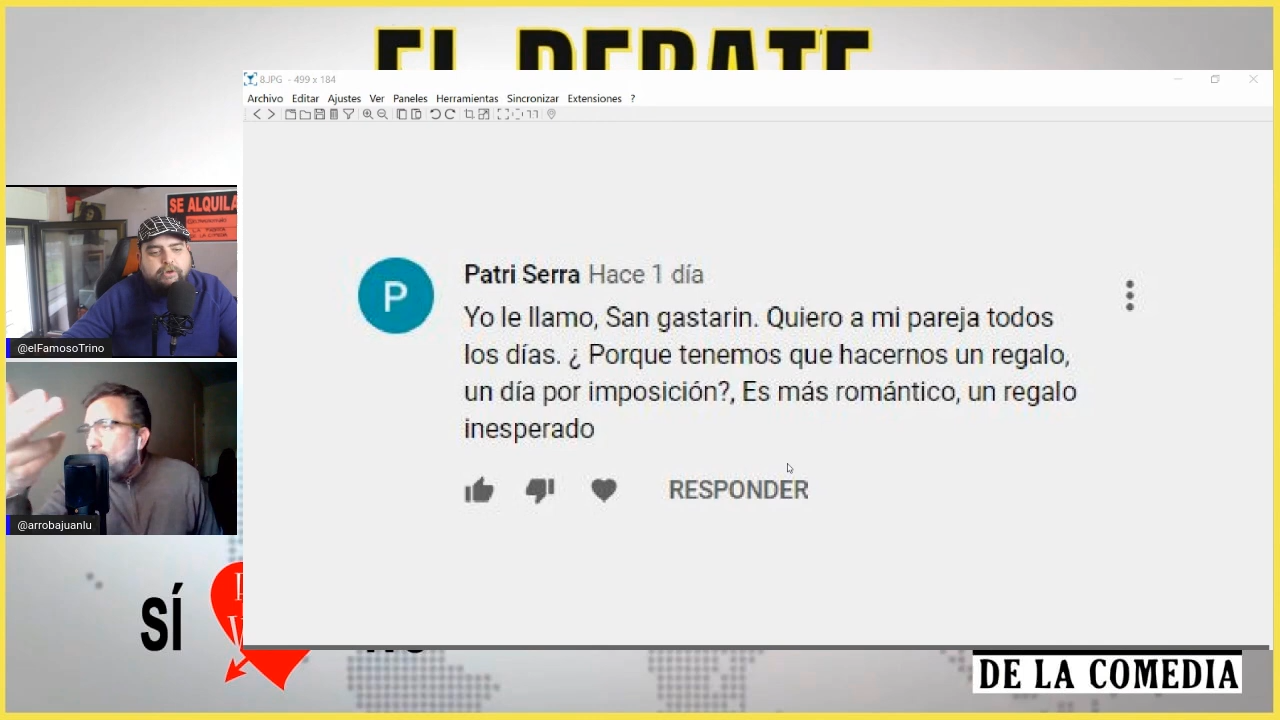 EL DEBATE
8.JPG - 499 x 184
Archivo Editar Ajustes Ver Paneles Herramientas Sincronizar Extensiones ?
SE ALQUILA
@elFamosoTrino
@arrobajuanlu
Patri Serra Hace 1 día
P
Yo le llamo, San gastarin. Quiero a mi pareja todos
los días. ¿ Porque tenemos que hacernos un regalo,
un día por imposición?, Es más romántico, un regalo
inesperado
RESPONDER
SÍ
DE LA COMEDIA